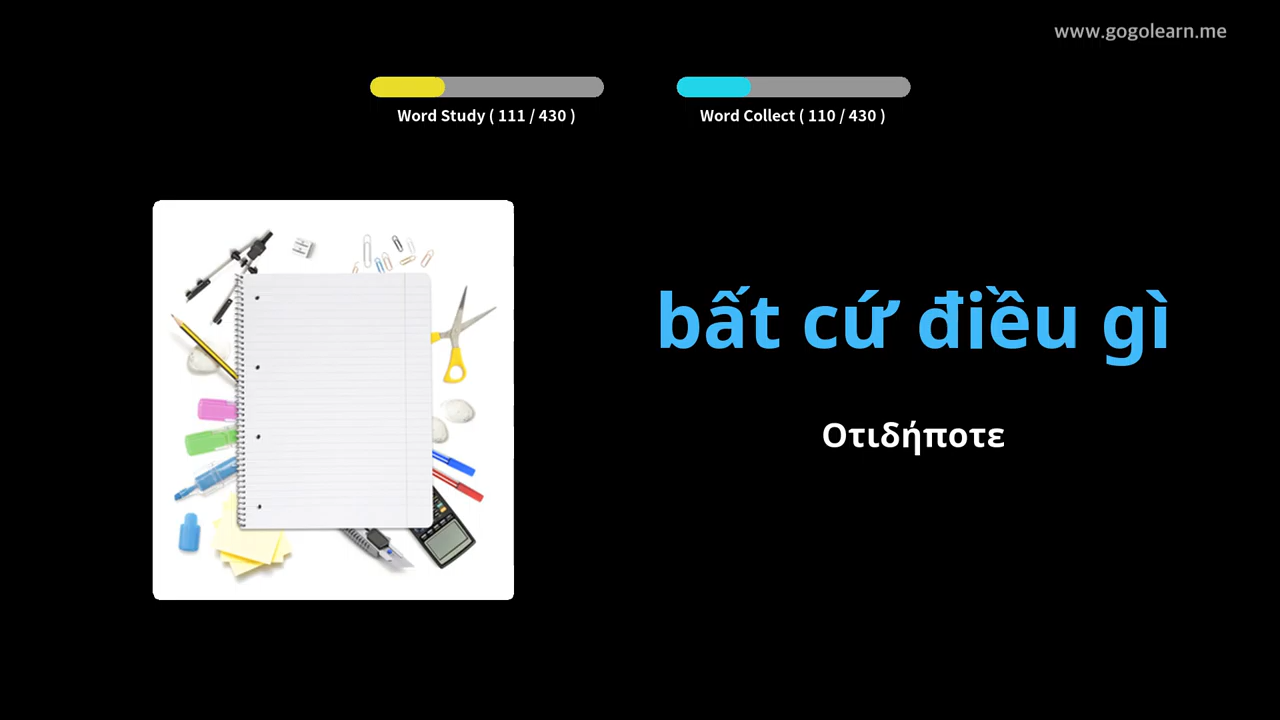 www.gogolearn.me
Word Study ( 111 / 430 )
Word Collect ( 110 / 430 )
bất cứ điều gì
Οτιδήποτε